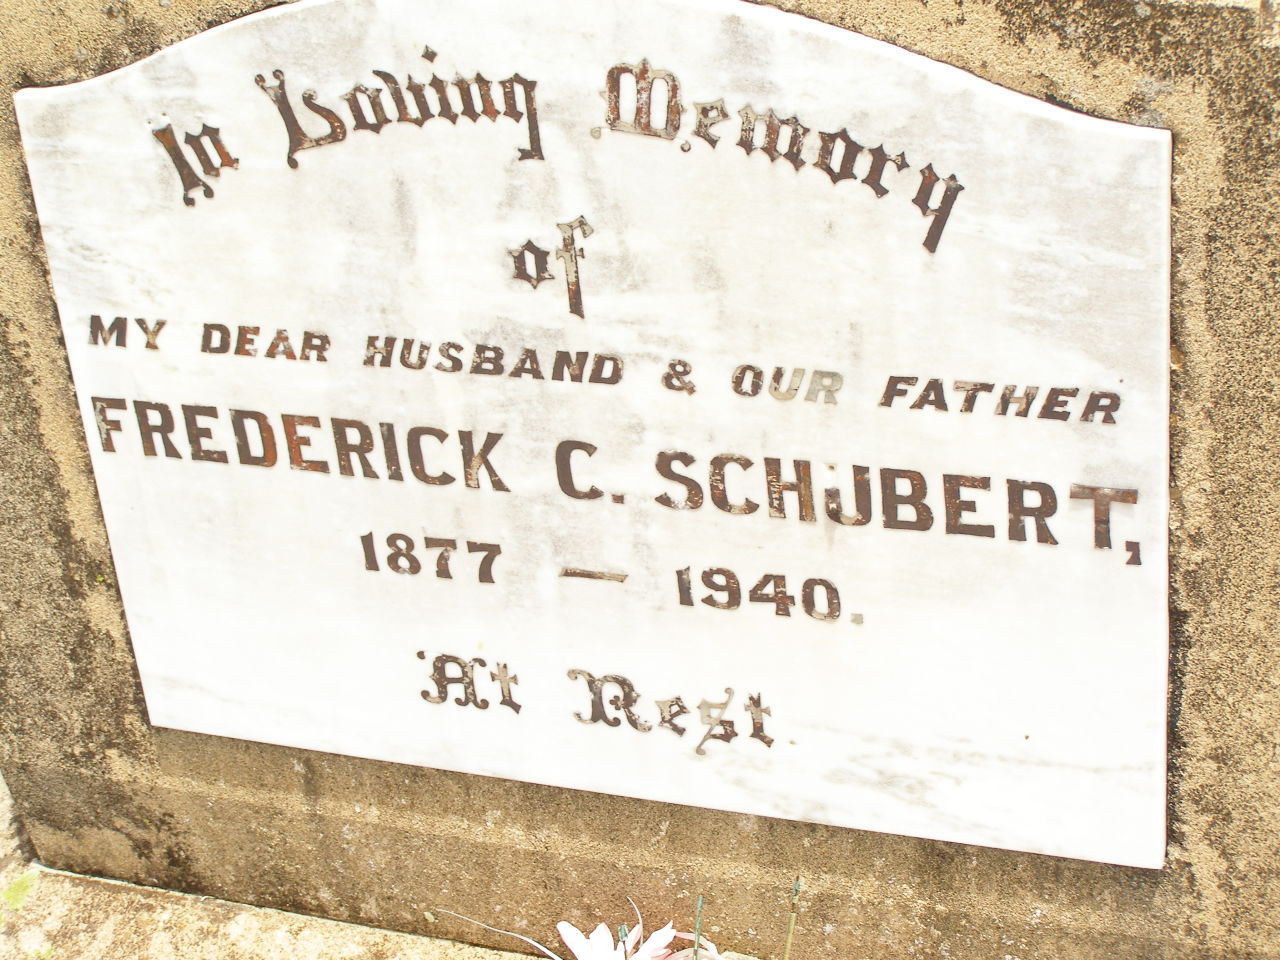 In Loving Memory
of
MY DEAR HUSBAND & OUR FATHER
FREDERICK C. SCHUBERT,
1877 — 1940.
At Rest.